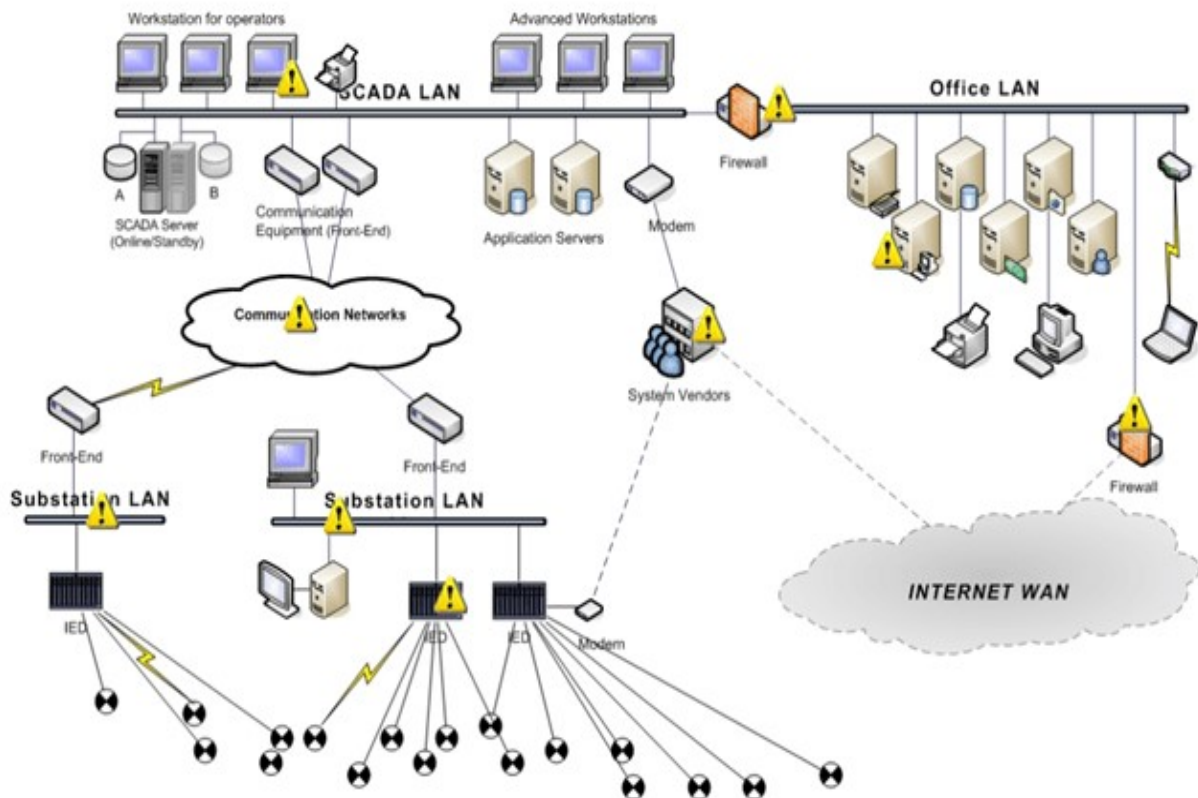 Workstation for operators
Advanced Workstations
SCADA LAN
Office LAN
Firewall
A
B
SCADA Server
(Online/Standby)
Communication
Equipment (Front-End)
Application Servers
Modem
Communication Networks
System Vendors
Front-End
Front-End
Firewall
Substation LAN
Substation LAN
INTERNET WAN
IED
IED
IED
Modem